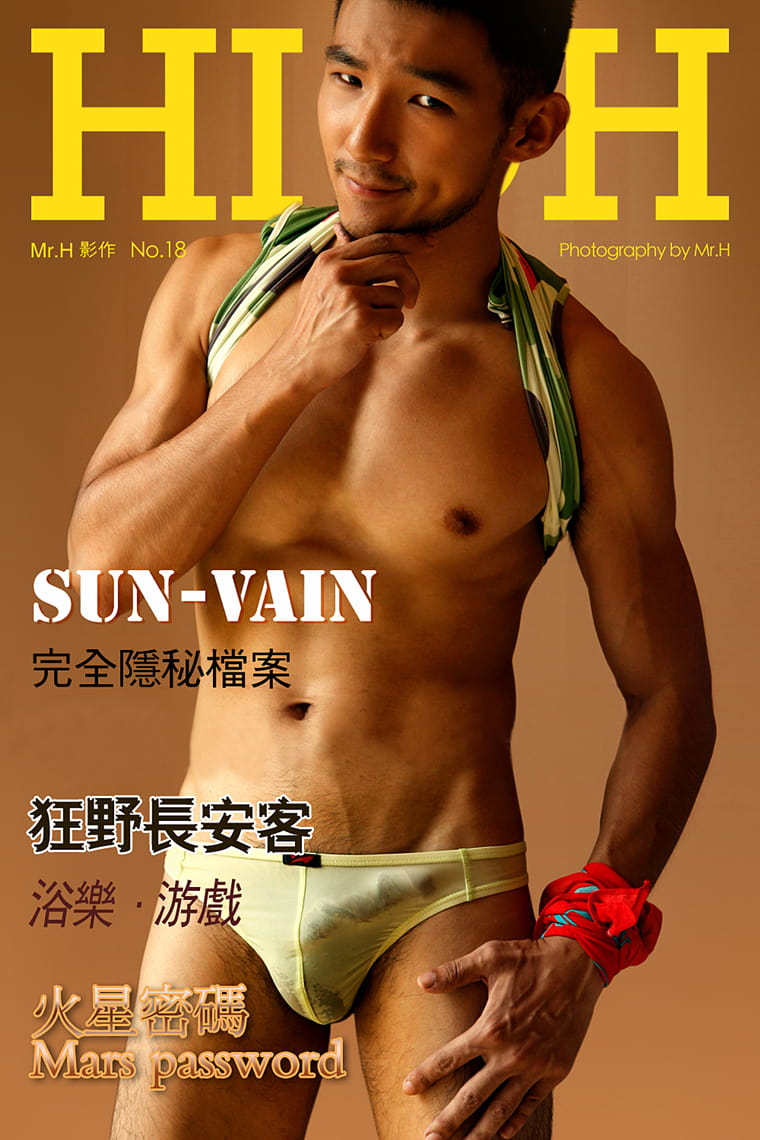 HIGH
Mr.H 影作 No.18
Photography by Mr.H
SUN-VAIN
完全隱秘檔案
狂野長安客
浴樂·游戲
火星密碼
Mars password